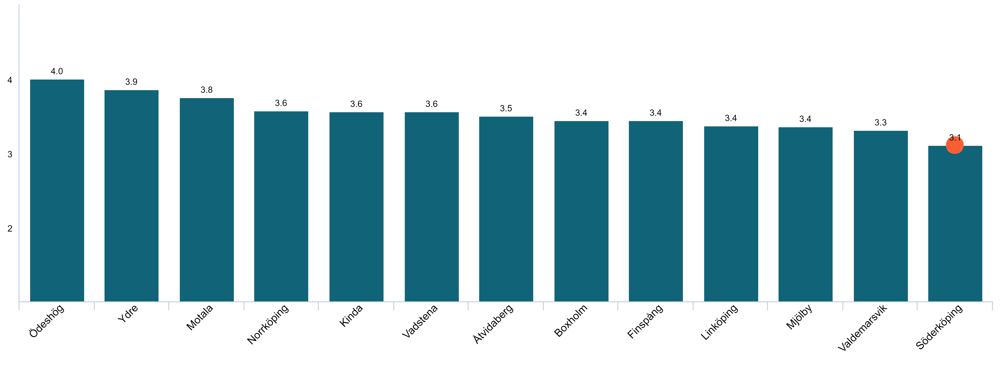 4
3
2
4.0
3.9
3.8
3.6
3.6
3.6
3.5
3.4
3.4
3.4
3.4
3.3
3.1
Ödeshög
Ydre
Motala
Norrköping
Kinda
Vadstena
Åtvidaberg
Boxholm
Finspång
Linköping
Mjölby
Valdemarsvik
Söderköping